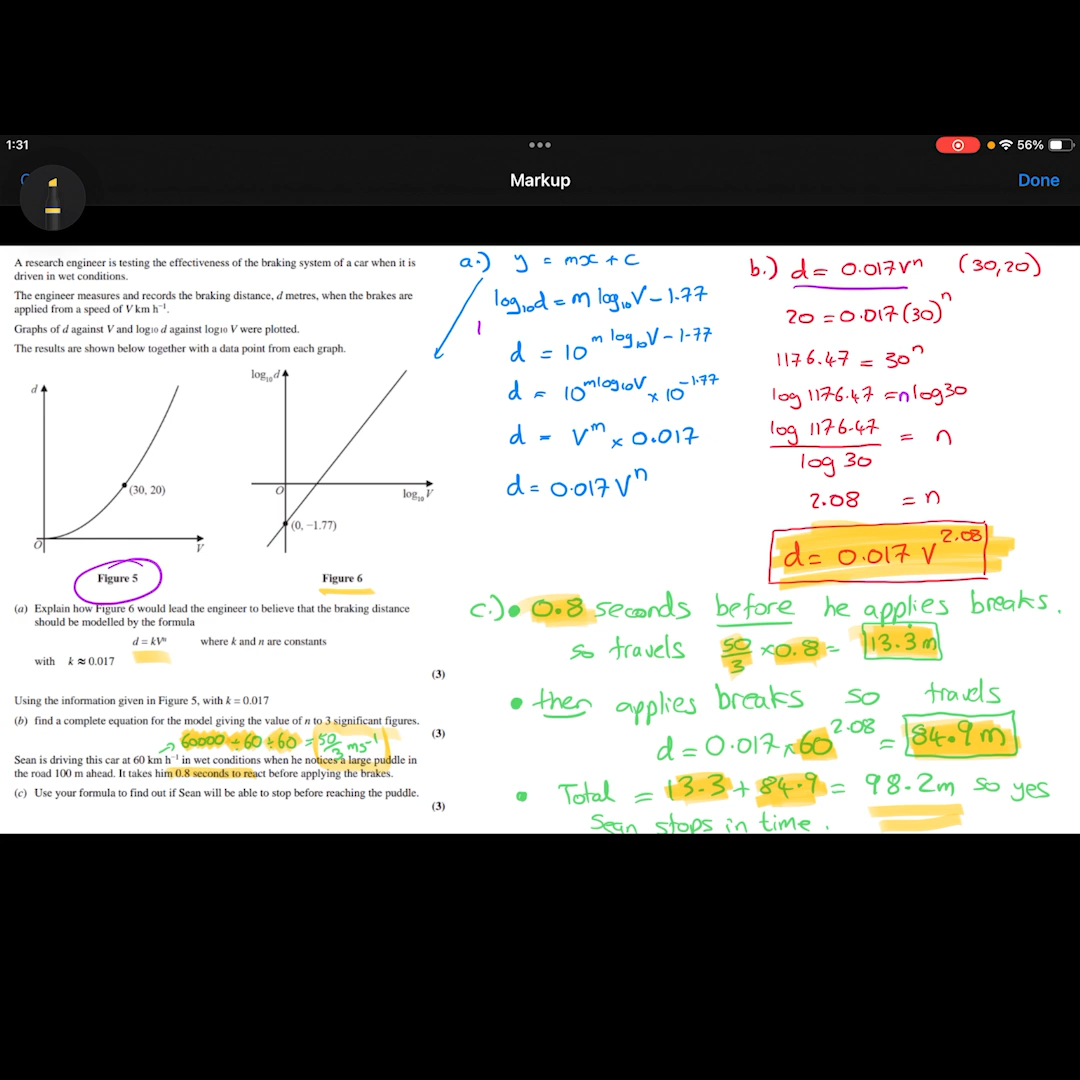 1:31
56%
Markup
Done
A research engineer is testing the effectiveness of the braking system of a car when it is
driven in wet conditions.
The engineer measures and records the braking distance, d metres, when the brakes are
applied from a speed of V km h⁻¹.
Graphs of d against V and log10 d against log10 V were plotted.
The results are shown below together with a data point from each graph.
d
(30, 20)
O
V
Figure 5
log₁₀ d
O
log₁₀ V
(0, −1.77)
Figure 6
(a) Explain how Figure 6 would lead the engineer to believe that the braking distance
should be modelled by the formula
d = kVⁿ where k and n are constants
with k ≈ 0.017
(3)
Using the information given in Figure 5, with k = 0.017
(b) find a complete equation for the model giving the value of n to 3 significant figures.
(3)
→ 60000 ÷ 60 ÷ 60 = 50/3 ms⁻¹
Sean is driving this car at 60 km h⁻¹ in wet conditions when he notices a large puddle in
the road 100 m ahead. It takes him 0.8 seconds to react before applying the brakes.
(c) Use your formula to find out if Sean will be able to stop before reaching the puddle.
(3)
a.) y = mx + c
log₁₀d = m log₁₀V − 1.77
d = 10^(m log₁₀V − 1.77)
d = 10^(m log₁₀V) × 10^(−1.77)
d = V^m × 0.017
d = 0.017 Vⁿ
b.) d = 0.017Vⁿ (30,20)
20 = 0.017(30)ⁿ
1176.47 = 30ⁿ
log 1176.47 = n log 30
log 1176.47 / log 30 = n
2.08 = n
d = 0.017 V^2.08
c.) • 0.8 seconds before he applies breaks.
so travels 50/3 × 0.8 = 13.3 m
• then applies breaks so travels
d = 0.017 × 60^2.08 = 84.9 m
• Total = 13.3 + 84.9 = 98.2m so yes
Sean stops in time.